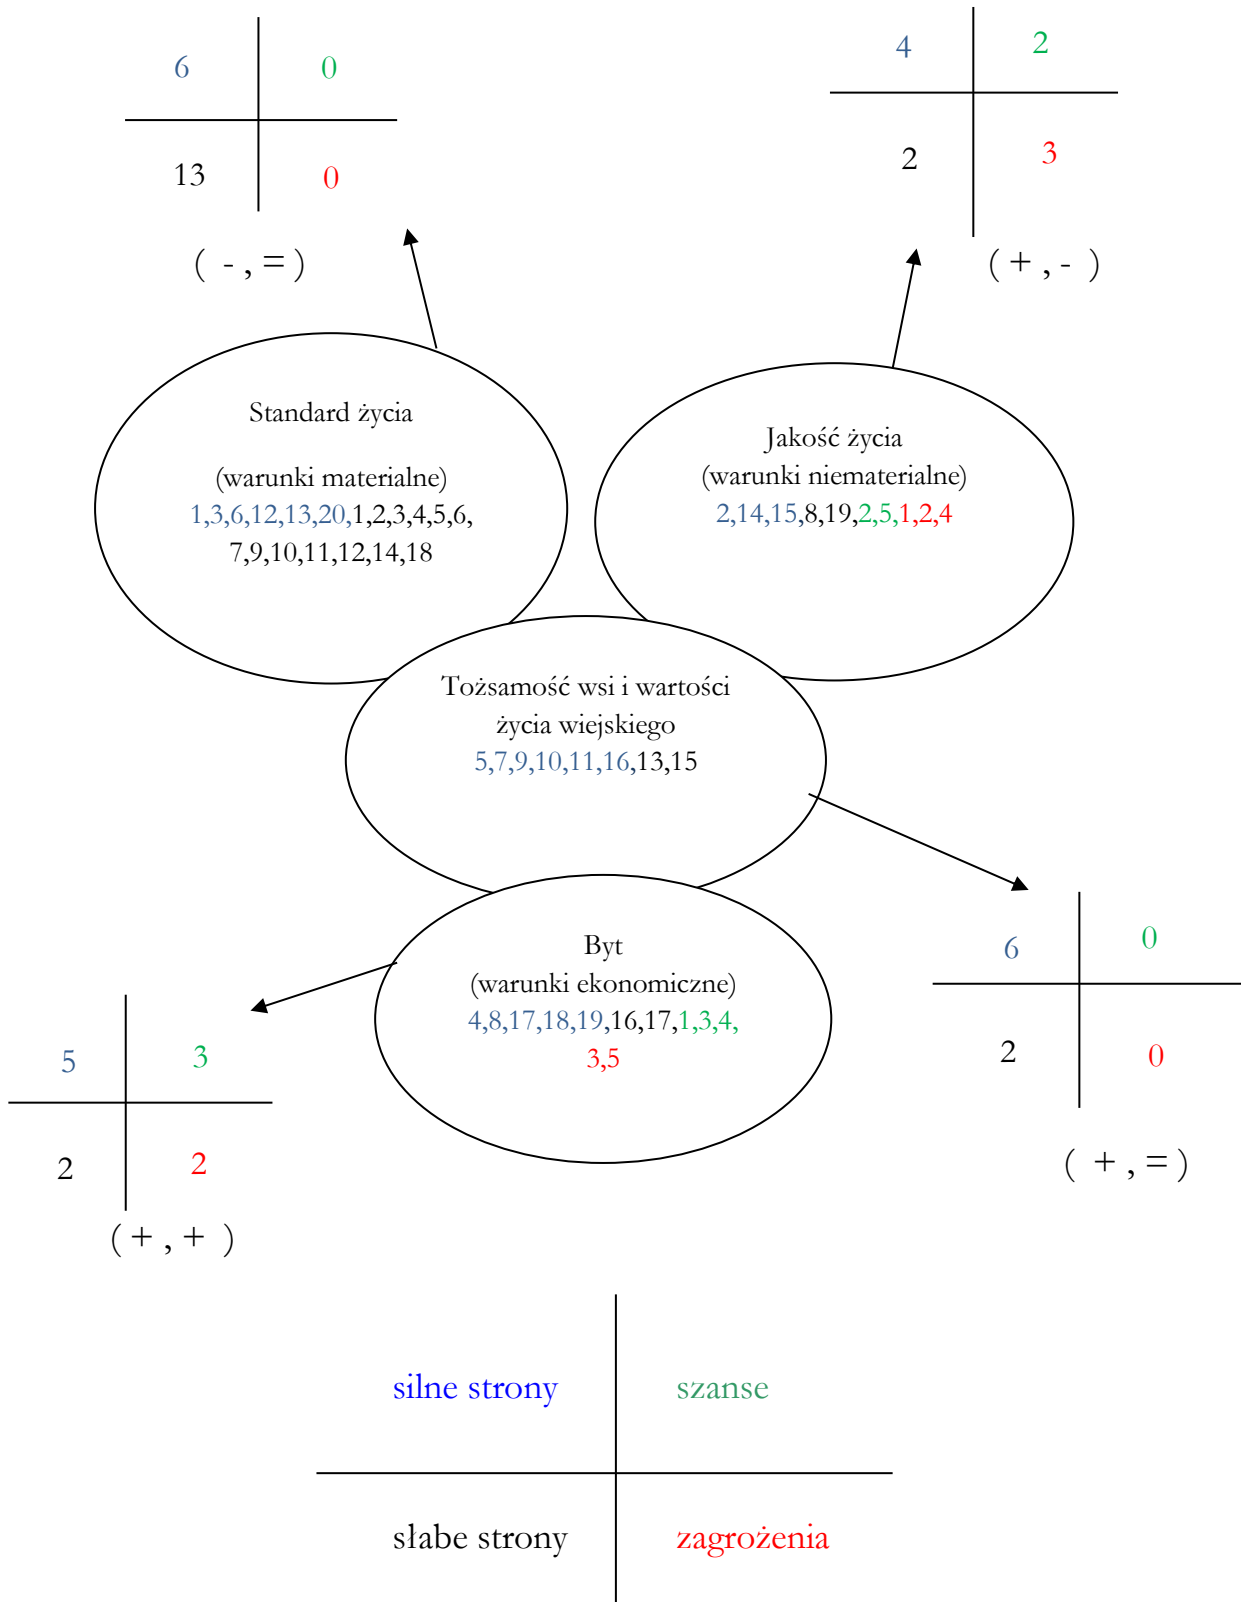 6 0
13 0
( - , = )
4 2
2 3
( + , - )
Standard życia
(warunki materialne)
1,3,6,12,13,20,1,2,3,4,5,6,
7,9,10,11,12,14,18
Jakość życia
(warunki niematerialne)
2,14,15,8,19,2,5,1,2,4
Tożsamość wsi i wartości
życia wiejskiego
5,7,9,10,11,16,13,15
Byt
(warunki ekonomiczne)
4,8,17,18,19,16,17,1,3,4,
3,5
6 0
2 0
( + , = )
5 3
2 2
( + , + )
silne strony szanse
słabe strony zagrożenia